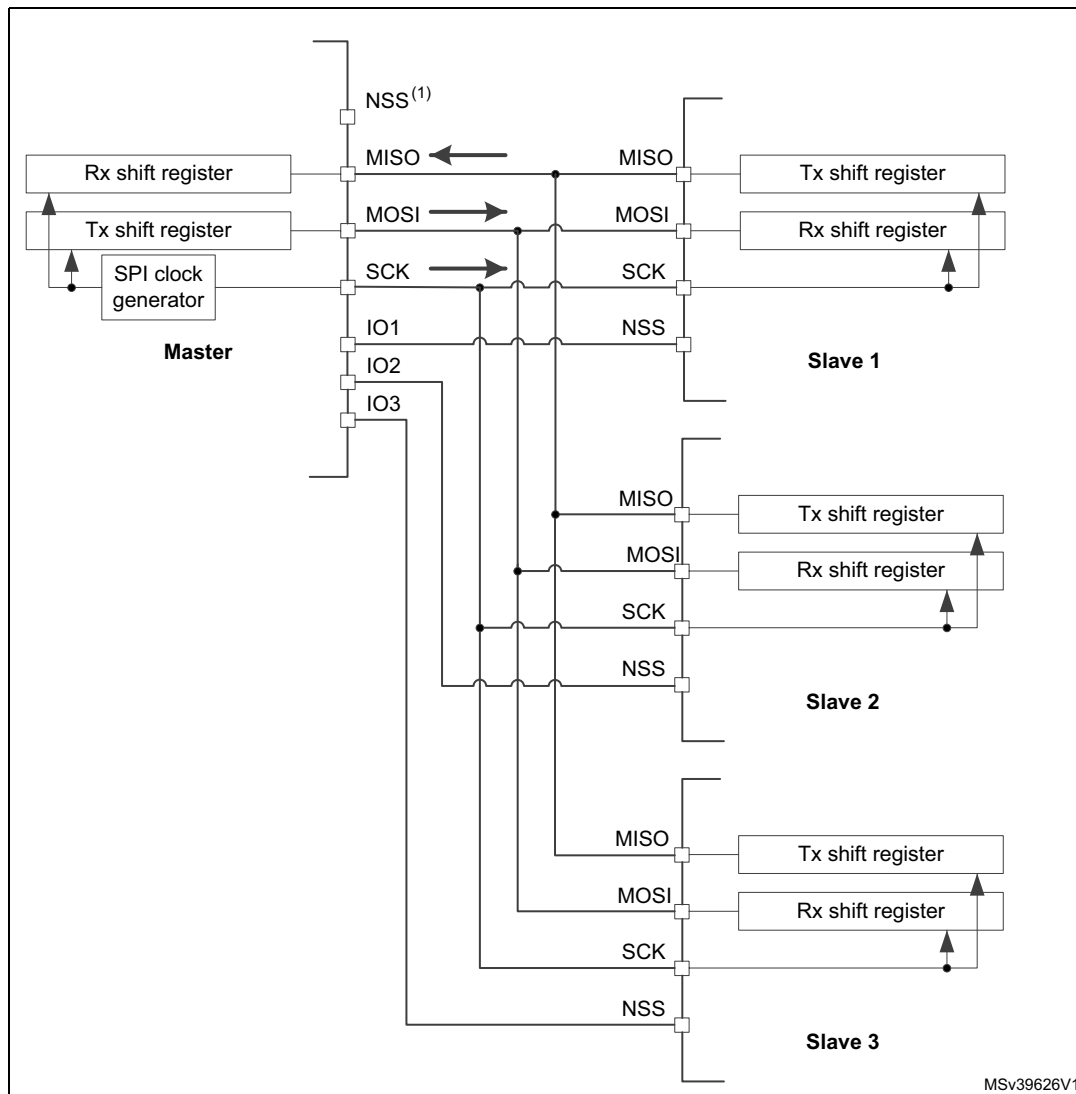 NSS(1)
MISO
MISO
Rx shift register
Tx shift register
MOSI
MOSI
Tx shift register
Rx shift register
SCK
SCK
SPI clock
generator
IO1
NSS
Master
Slave 1
IO2
IO3
MISO
Tx shift register
MOSI
Rx shift register
SCK
NSS
Slave 2
MISO
Tx shift register
MOSI
Rx shift register
SCK
NSS
Slave 3
MSv39626V1